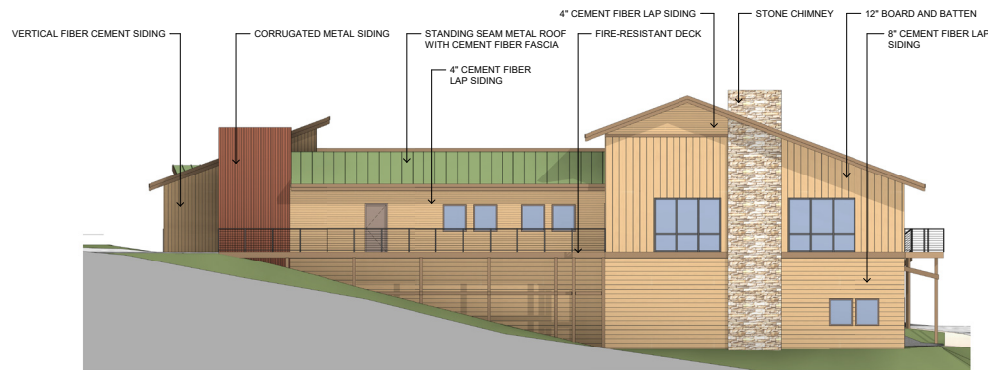 4" CEMENT FIBER LAP SIDING
STONE CHIMNEY
12" BOARD AND BATTEN
VERTICAL FIBER CEMENT SIDING
CORRUGATED METAL SIDING
STANDING SEAM METAL ROOF
WITH CEMENT FIBER FASCIA
FIRE-RESISTANT DECK
8" CEMENT FIBER LAP
SIDING
4" CEMENT FIBER
LAP SIDING